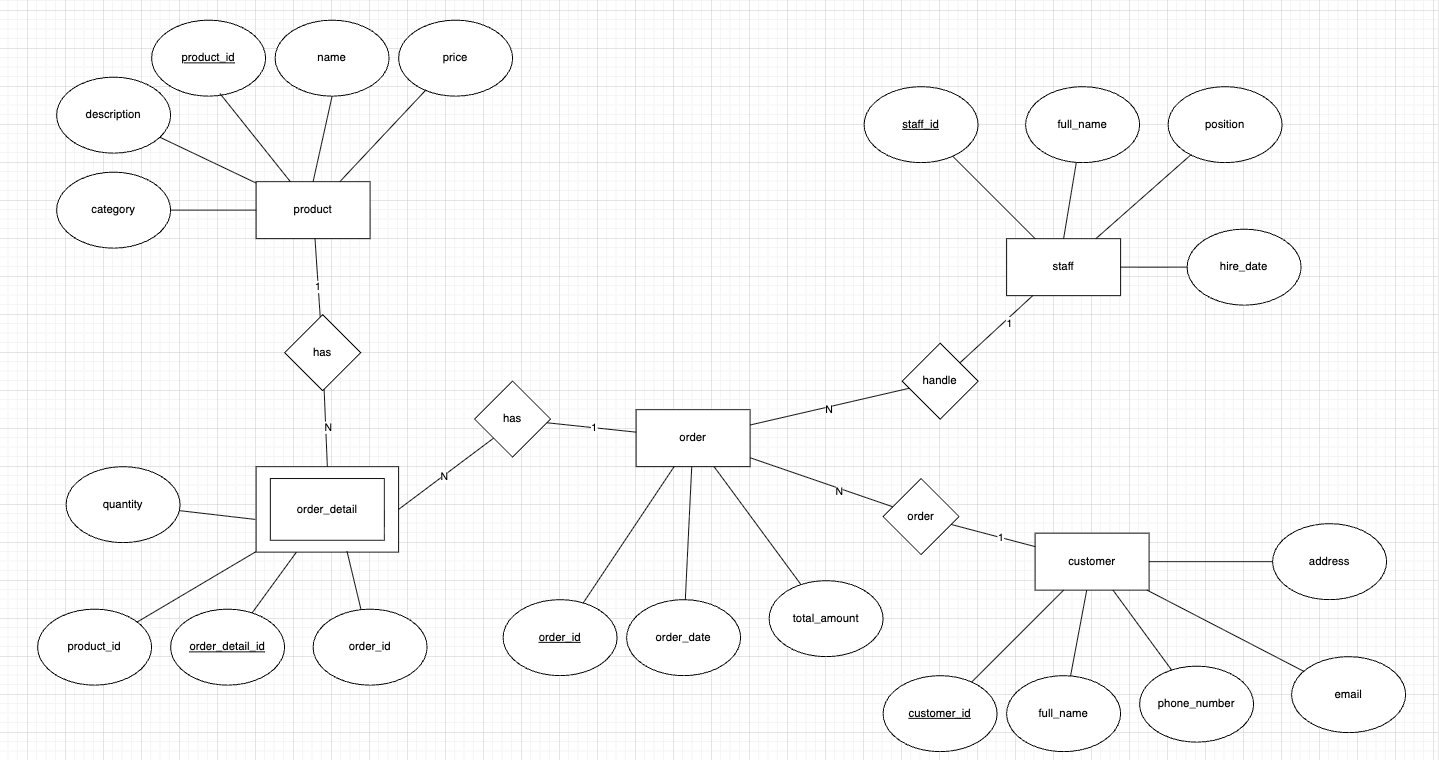 product_id
name
price
description
category
product
1
has
N
staff_id
full_name
position
staff
hire_date
1
handle
N
has
1
N
order
N
order
1
order_detail
quantity
product_id
order_detail_id
order_id
order_id
order_date
total_amount
customer
address
customer_id
full_name
phone_number
email